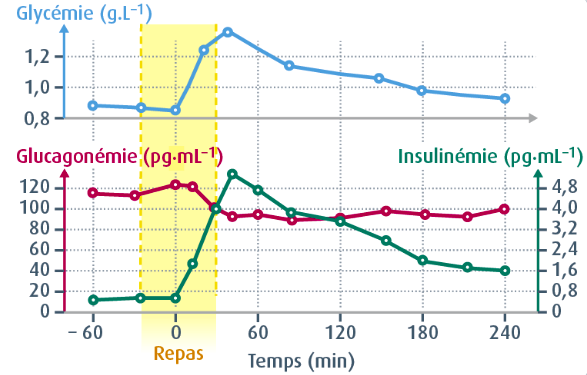 Glycémie (g.L⁻¹)
1,2
1,0
0,8
Glucagonémie (pg·mL⁻¹) Insulinémie (pg·mL⁻¹)
120 4,8
100 4,0
80 3,2
60 2,4
40 1,6
20 0,8
0 0
– 60 0 60 120 180 240
Repas
Temps (min)